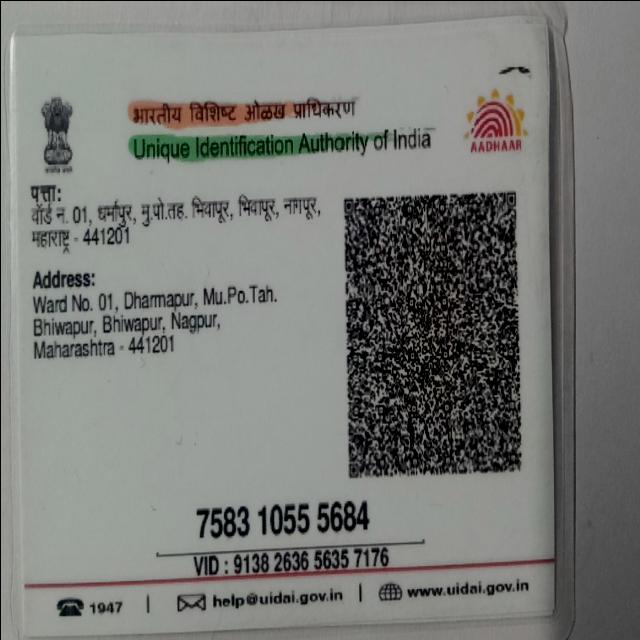 भारतीय विशिष्ट ओळख प्राधिकरण
Unique Identification Authority of India
AADHAAR
पत्ता:
वॉर्ड न. 01, धर्मापुर, मु.पो.तह. भिवापूर, भिवापूर, नागपूर,
महाराष्ट्र - 441201
Address:
Ward No. 01, Dharmapur, Mu.Po.Tah.
Bhiwapur, Bhiwapur, Nagpur,
Maharashtra - 441201
7583 1055 5684
VID : 9138 2636 5635 7176
1947 | help@uidai.gov.in | www.uidai.gov.in